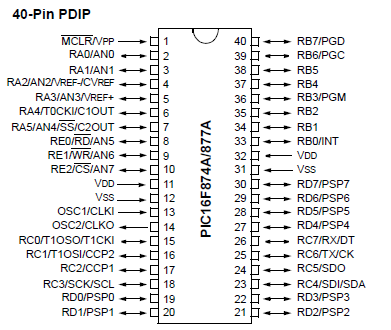 40-Pin PDIP
MCLR/VPP 1 40 RB7/PGD
RA0/AN0 2 39 RB6/PGC
RA1/AN1 3 38 RB5
RA2/AN2/VREF-/CVREF 4 37 RB4
RA3/AN3/VREF+ 5 36 RB3/PGM
RA4/T0CKI/C1OUT 6 35 RB2
RA5/AN4/SS/C2OUT 7 34 RB1
RE0/RD/AN5 8 33 RB0/INT
RE1/WR/AN6 9 32 VDD
RE2/CS/AN7 10 31 VSS
VDD 11 30 RD7/PSP7
VSS 12 29 RD6/PSP6
OSC1/CLKI 13 28 RD5/PSP5
OSC2/CLKO 14 27 RD4/PSP4
RC0/T1OSO/T1CKI 15 26 RC7/RX/DT
RC1/T1OSI/CCP2 16 25 RC6/TX/CK
RC2/CCP1 17 24 RC5/SDO
RC3/SCK/SCL 18 23 RC4/SDI/SDA
RD0/PSP0 19 22 RD3/PSP3
RD1/PSP1 20 21 RD2/PSP2
PIC16F874A/877A